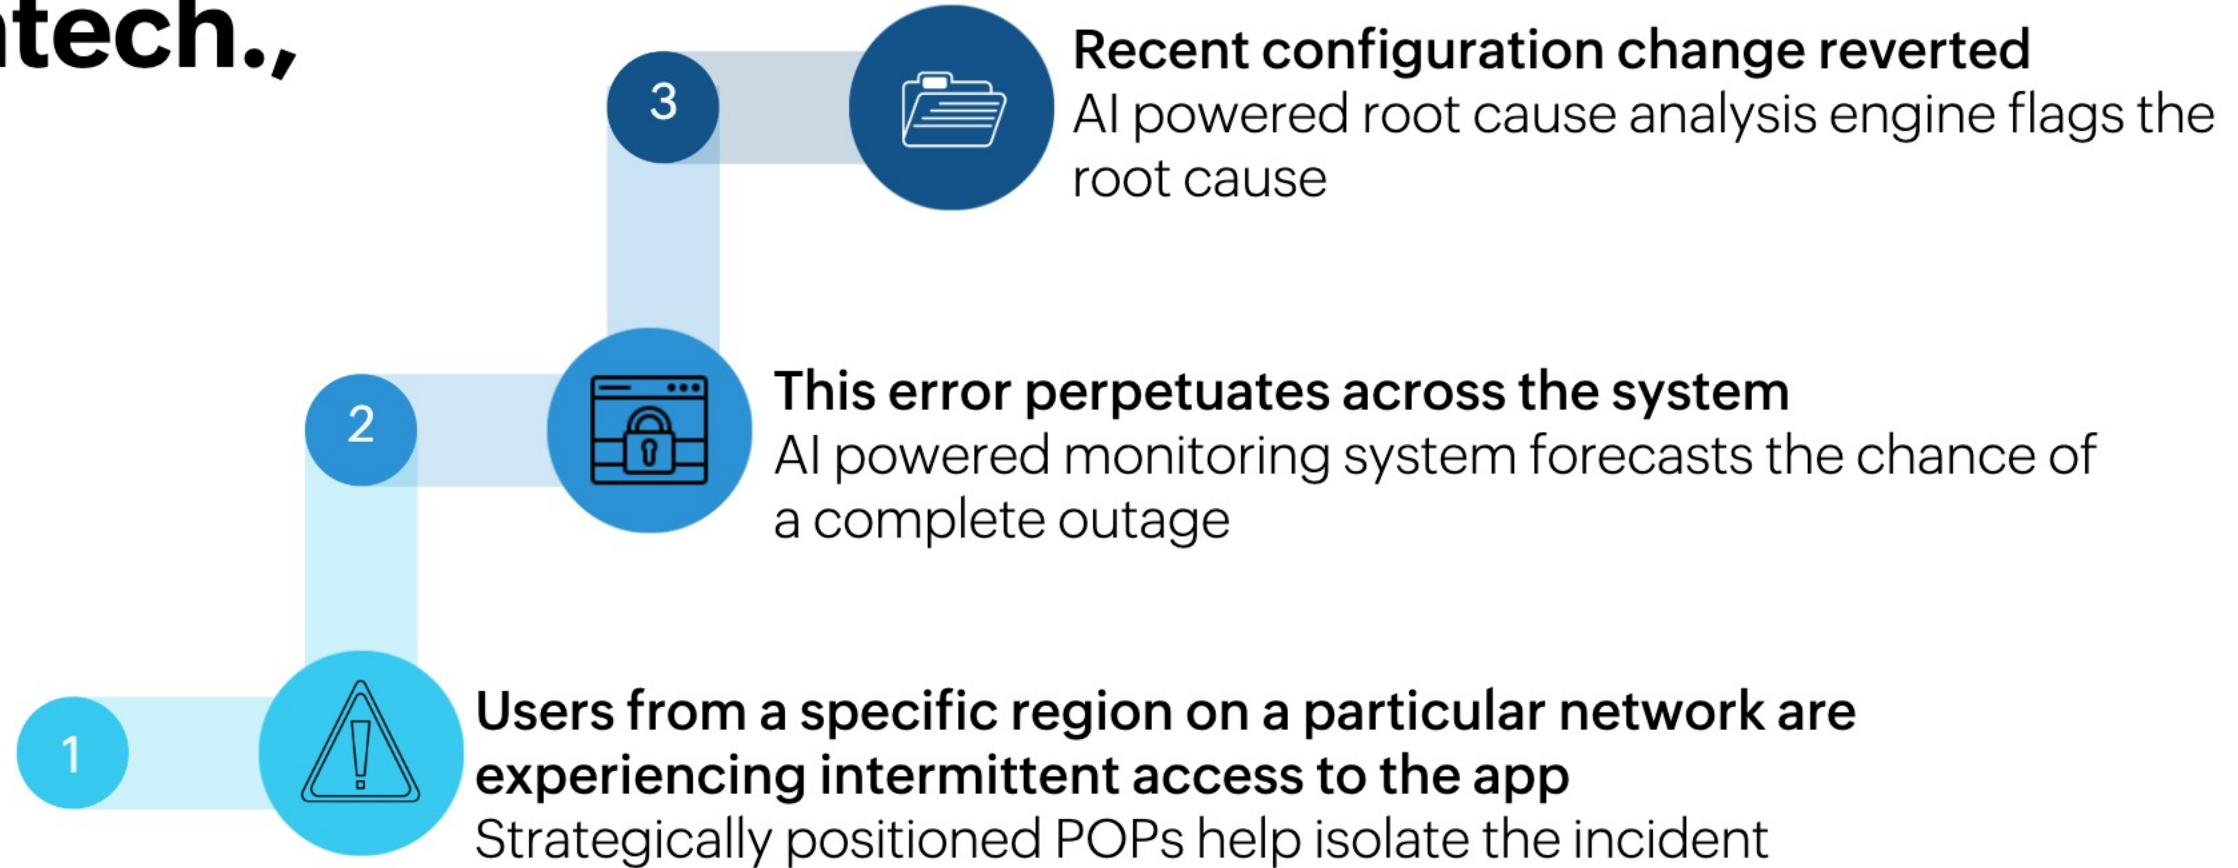 ntech.,
3
Recent configuration change reverted
AI powered root cause analysis engine flags the
root cause
2
This error perpetuates across the system
AI powered monitoring system forecasts the chance of
a complete outage
1
Users from a specific region on a particular network are
experiencing intermittent access to the app
Strategically positioned POPs help isolate the incident